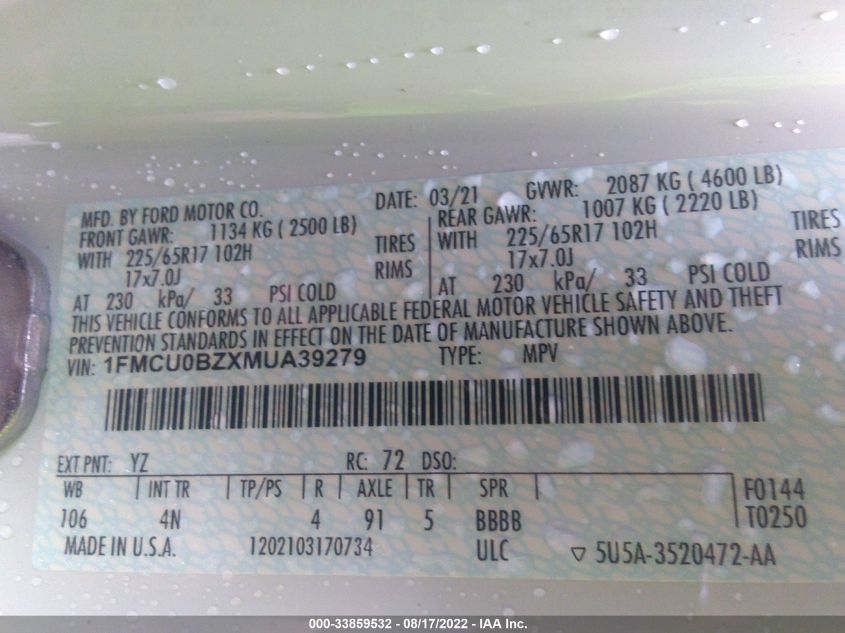 MFD. BY FORD MOTOR CO. DATE: 03/21 GVWR: 2087 KG ( 4600 LB)
FRONT GAWR: 1134 KG ( 2500 LB) REAR GAWR: 1007 KG ( 2220 LB)
WITH 225/65R17 102H TIRES WITH 225/65R17 102H TIRES
17x7.0J RIMS 17x7.0J RIMS
AT 230 kPa/ 33 PSI COLD AT 230 kPa/ 33 PSI COLD
THIS VEHICLE CONFORMS TO ALL APPLICABLE FEDERAL MOTOR VEHICLE SAFETY AND THEFT
PREVENTION STANDARDS IN EFFECT ON THE DATE OF MANUFACTURE SHOWN ABOVE.
VIN: 1FMCU0BZXMUA39279 TYPE: MPV
EXT PNT: YZ RC: 72 DSO:
WB INT TR TP/PS R AXLE TR SPR F0144
106 4N 4 91 5 BBBB T0250
MADE IN U.S.A. 1202103170734 ULC ▽ 5U5A-3520472-AA
000-33859532 - 08/17/2022 - IAA Inc.